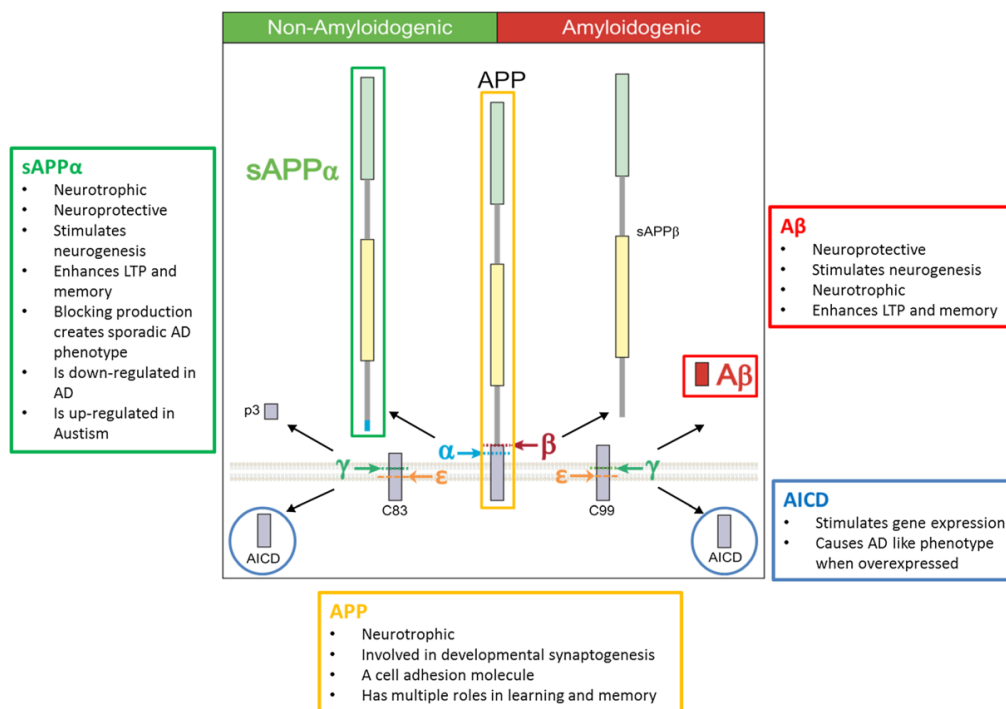 Non-Amyloidogenic
Amyloidogenic
APP
sAPPα
sAPPβ
Aβ
p3
α
β
γ
ε
ε
γ
C83
C99
AICD
AICD
sAPPα
• Neurotrophic
• Neuroprotective
• Stimulates
neurogenesis
• Enhances LTP and
memory
• Blocking production
creates sporadic AD
phenotype
• Is down-regulated in
AD
• Is up-regulated in
Austism
Aβ
• Neuroprotective
• Stimulates neurogenesis
• Neurotrophic
• Enhances LTP and memory
AICD
• Stimulates gene expression
• Causes AD like phenotype
when overexpressed
APP
• Neurotrophic
• Involved in developmental synaptogenesis
• A cell adhesion molecule
• Has multiple roles in learning and memory